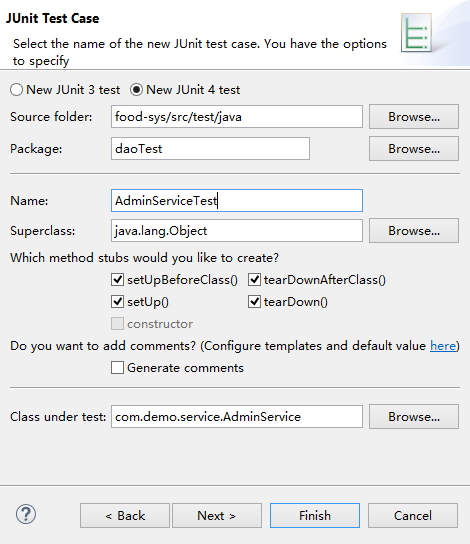 JUnit Test Case
Select the name of the new JUnit test case. You have the options
to specify
New JUnit 3 test New JUnit 4 test
Source folder: food-sys/src/test/java Browse...
Package: daoTest Browse...
Name: AdminServiceTest
Superclass: java.lang.Object Browse...
Which method stubs would you like to create?
setUpBeforeClass() tearDownAfterClass()
setUp() tearDown()
constructor
Do you want to add comments? (Configure templates and default value here)
Generate comments
Class under test: com.demo.service.AdminService Browse...
? < Back Next > Finish Cancel